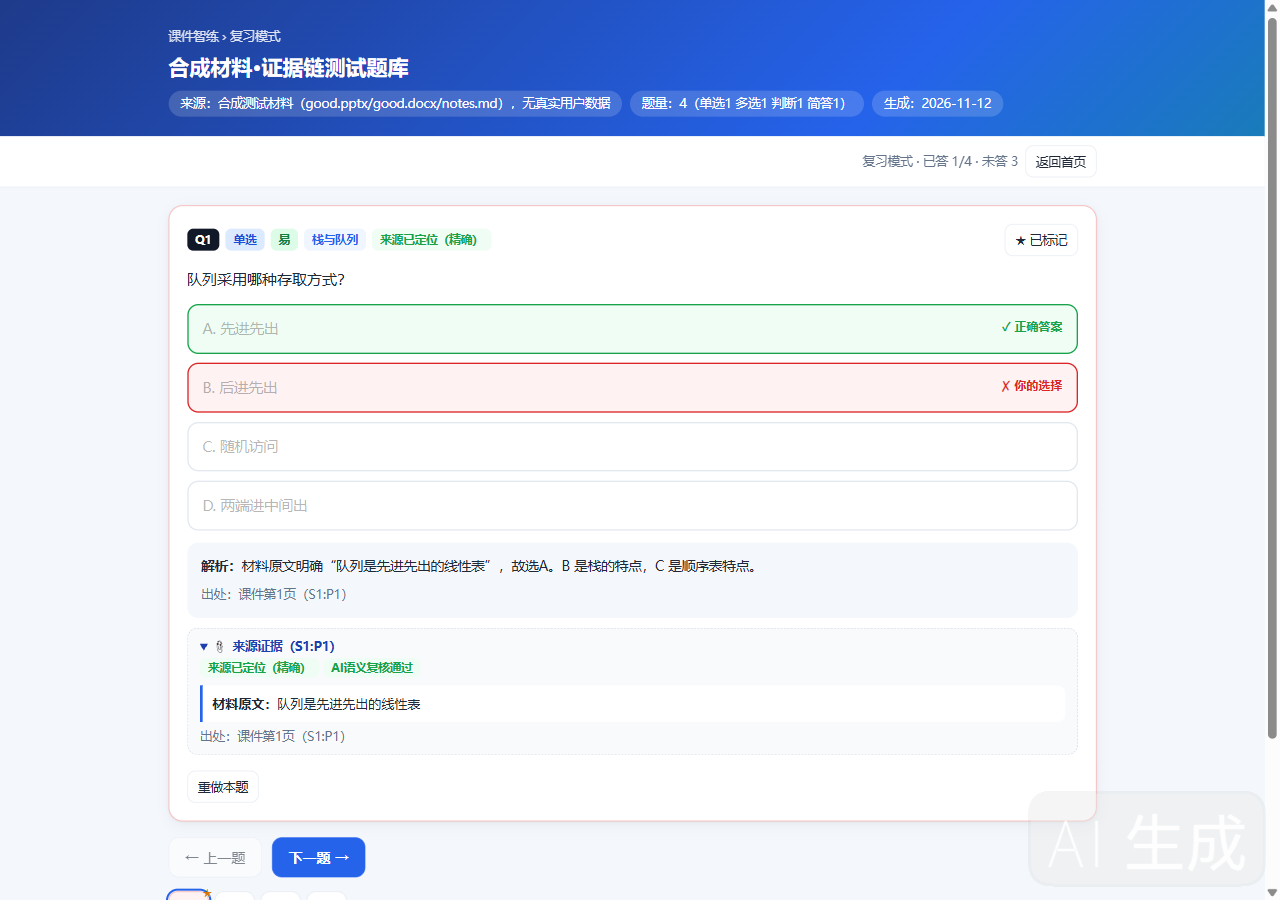 课件智练 › 复习模式
合成材料·证据链测试题库
来源：合成测试材料（good.pptx/good.docx/notes.md），无真实用户数据 题量：4（单选1 多选1 判断1 简答1） 生成：2026-11-12
复习模式 · 已答 1/4 · 未答 3 返回首页
Q1 单选 易 栈与队列 来源已定位（精确） ★ 已标记
队列采用哪种存取方式？
A. 先进先出 ✓ 正确答案
B. 后进先出 ✗ 你的选择
C. 随机访问
D. 两端进中间出
解析：材料原文明确“队列是先进先出的线性表”，故选A。B 是栈的特点，C 是顺序表特点。
出处：课件第1页（S1:P1）
▼ 📎 来源证据（S1:P1）
来源已定位（精确） AI语义复核通过
材料原文：队列是先进先出的线性表
出处：课件第1页（S1:P1）
重做本题
← 上一题 下一题 →
AI 生成